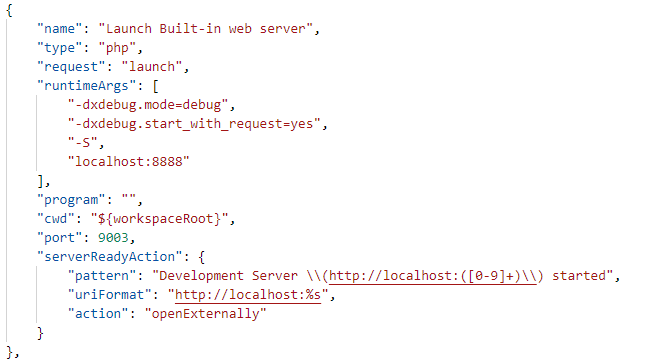 {
    "name": "Launch Built-in web server",
    "type": "php",
    "request": "launch",
    "runtimeArgs": [
        "-dxdebug.mode=debug",
        "-dxdebug.start_with_request=yes",
        "-S",
        "localhost:8888"
    ],
    "program": "",
    "cwd": "${workspaceRoot}",
    "port": 9003,
    "serverReadyAction": {
        "pattern": "Development Server \\(http://localhost:([0-9]+)\\) started",
        "uriFormat": "http://localhost:%s",
        "action": "openExternally"
    }
},